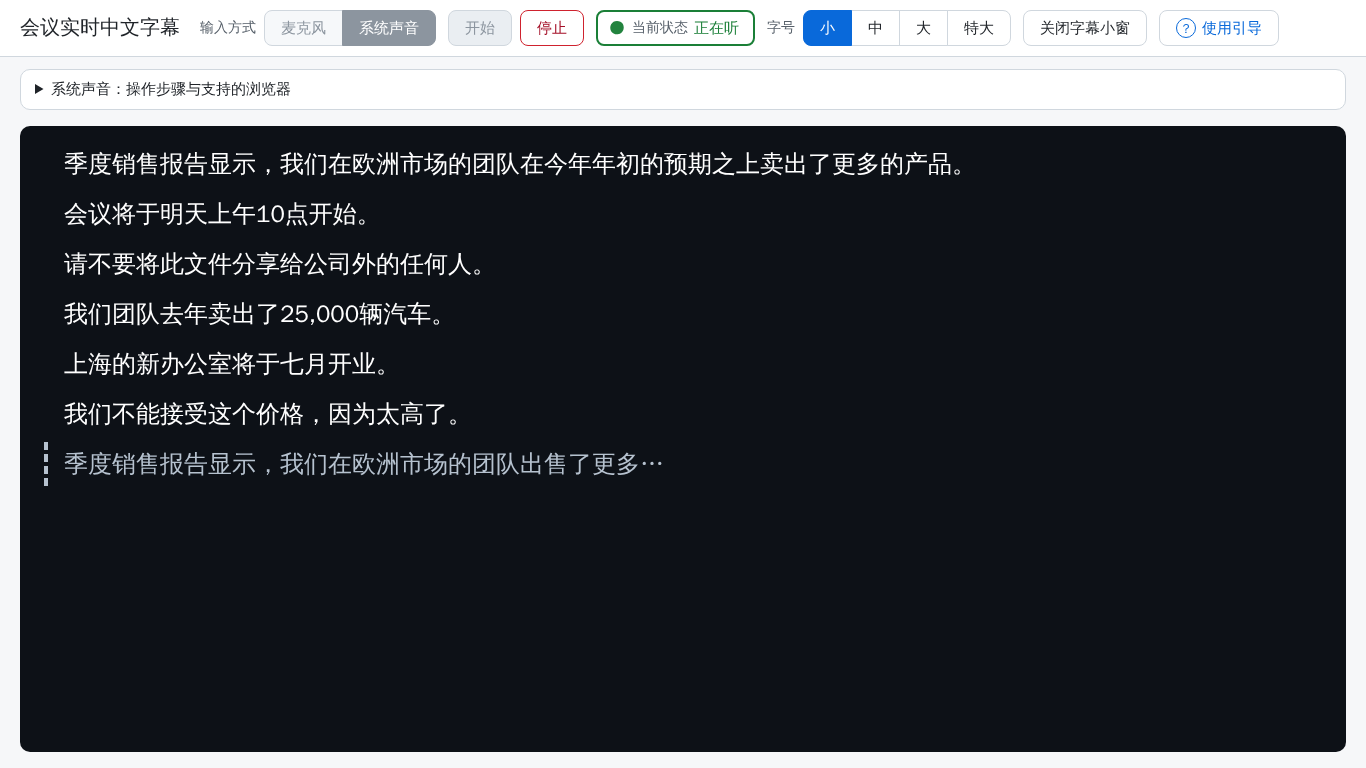 会议实时中文字幕 输入方式 麦克风 系统声音 开始 停止 当前状态 正在听 字号 小 中 大 特大 关闭字幕小窗 ? 使用引导
系统声音：操作步骤与支持的浏览器
季度销售报告显示，我们在欧洲市场的团队在今年年初的预期之上卖出了更多的产品。
会议将于明天上午10点开始。
请不要将此文件分享给公司外的任何人。
我们团队去年卖出了25,000辆汽车。
上海的新办公室将于七月开业。
我们不能接受这个价格，因为太高了。
季度销售报告显示，我们在欧洲市场的团队出售了更多…